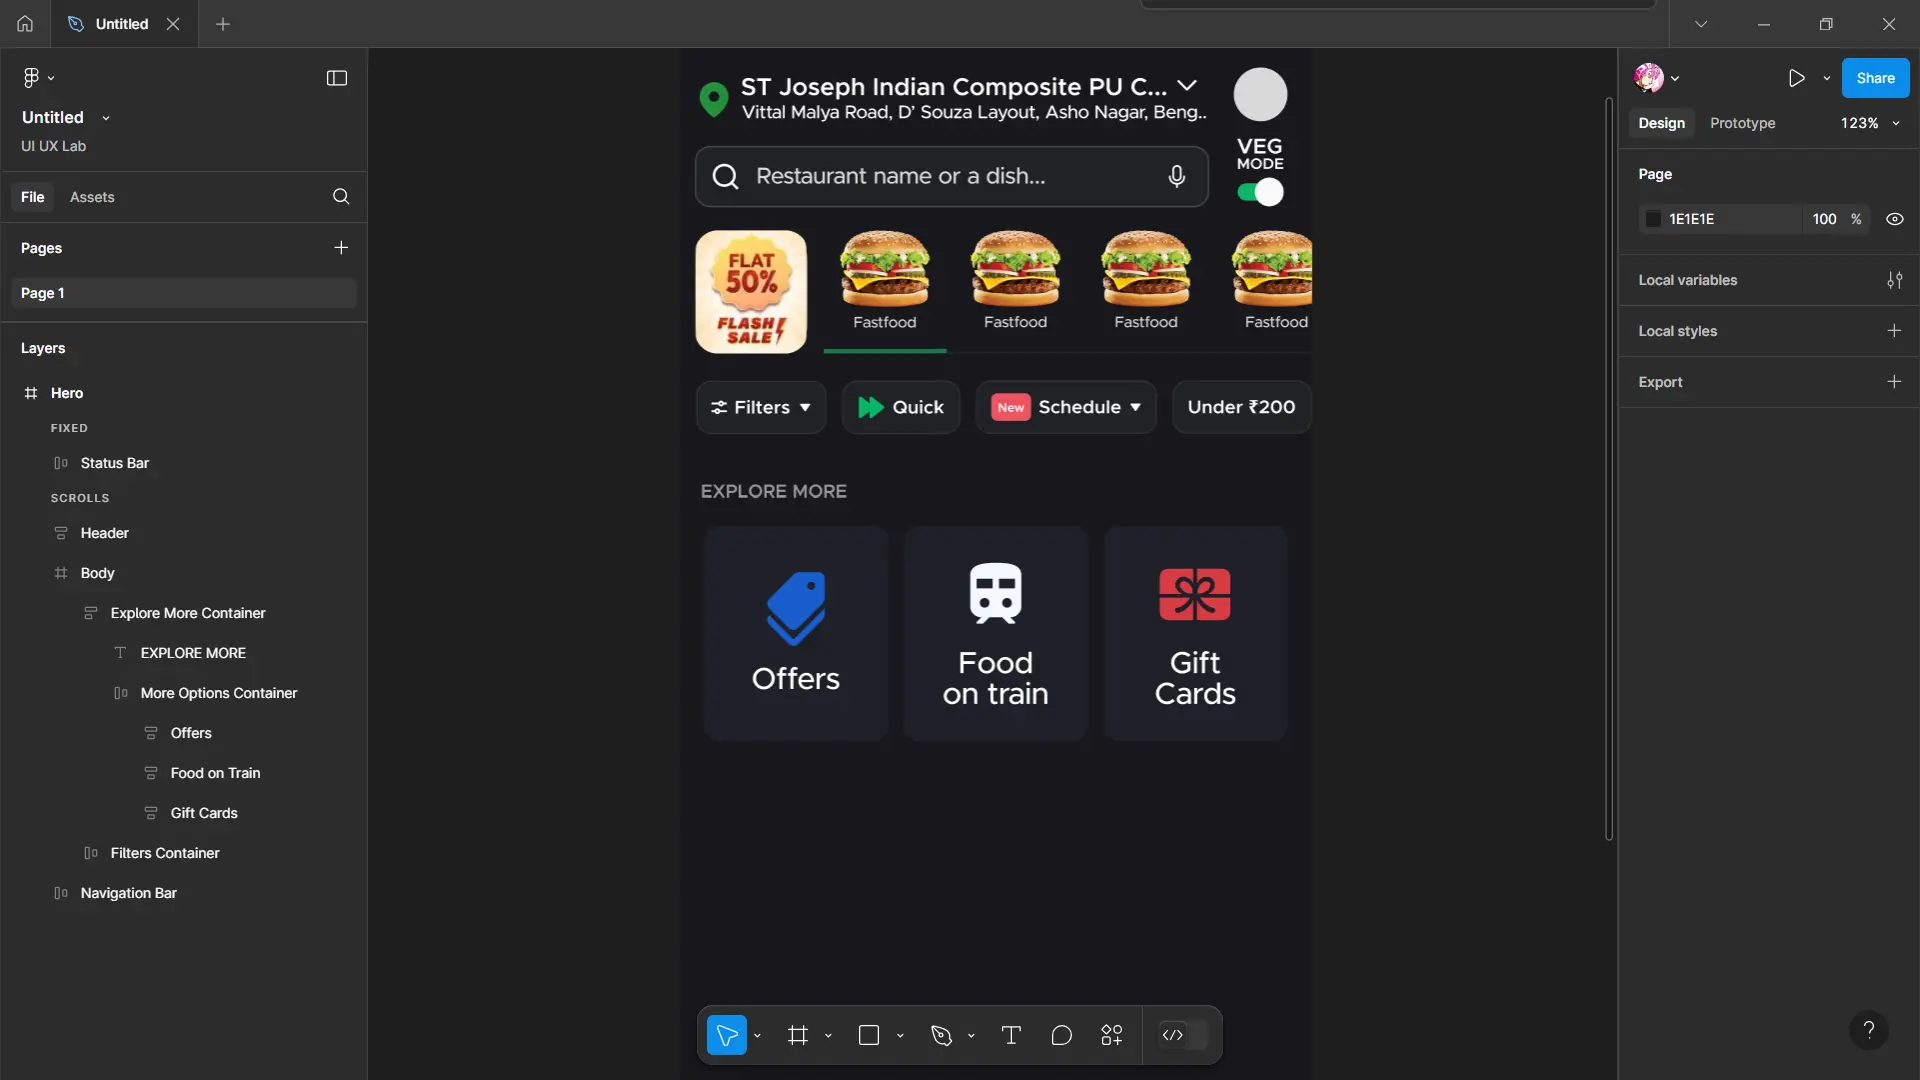 Untitled
Untitled
UI UX Lab
File
Assets
Pages
Page 1
Layers
Hero
FIXED
Status Bar
SCROLLS
Header
Body
Explore More Container
EXPLORE MORE
More Options Container
Offers
Food on Train
Gift Cards
Filters Container
Navigation Bar
ST Joseph Indian Composite PU C...
Vittal Malya Road, D’ Souza Layout, Asho Nagar, Beng..
Restaurant name or a dish...
VEG
MODE
FLAT
50%
FLASH
SALE
Fastfood
Fastfood
Fastfood
Fastfood
Filters
Quick
New
Schedule
Under ₹200
EXPLORE MORE
Offers
Food
on train
Gift
Cards
Share
Design
Prototype
123%
Page
1E1E1E
100
%
Local variables
Local styles
Export
?